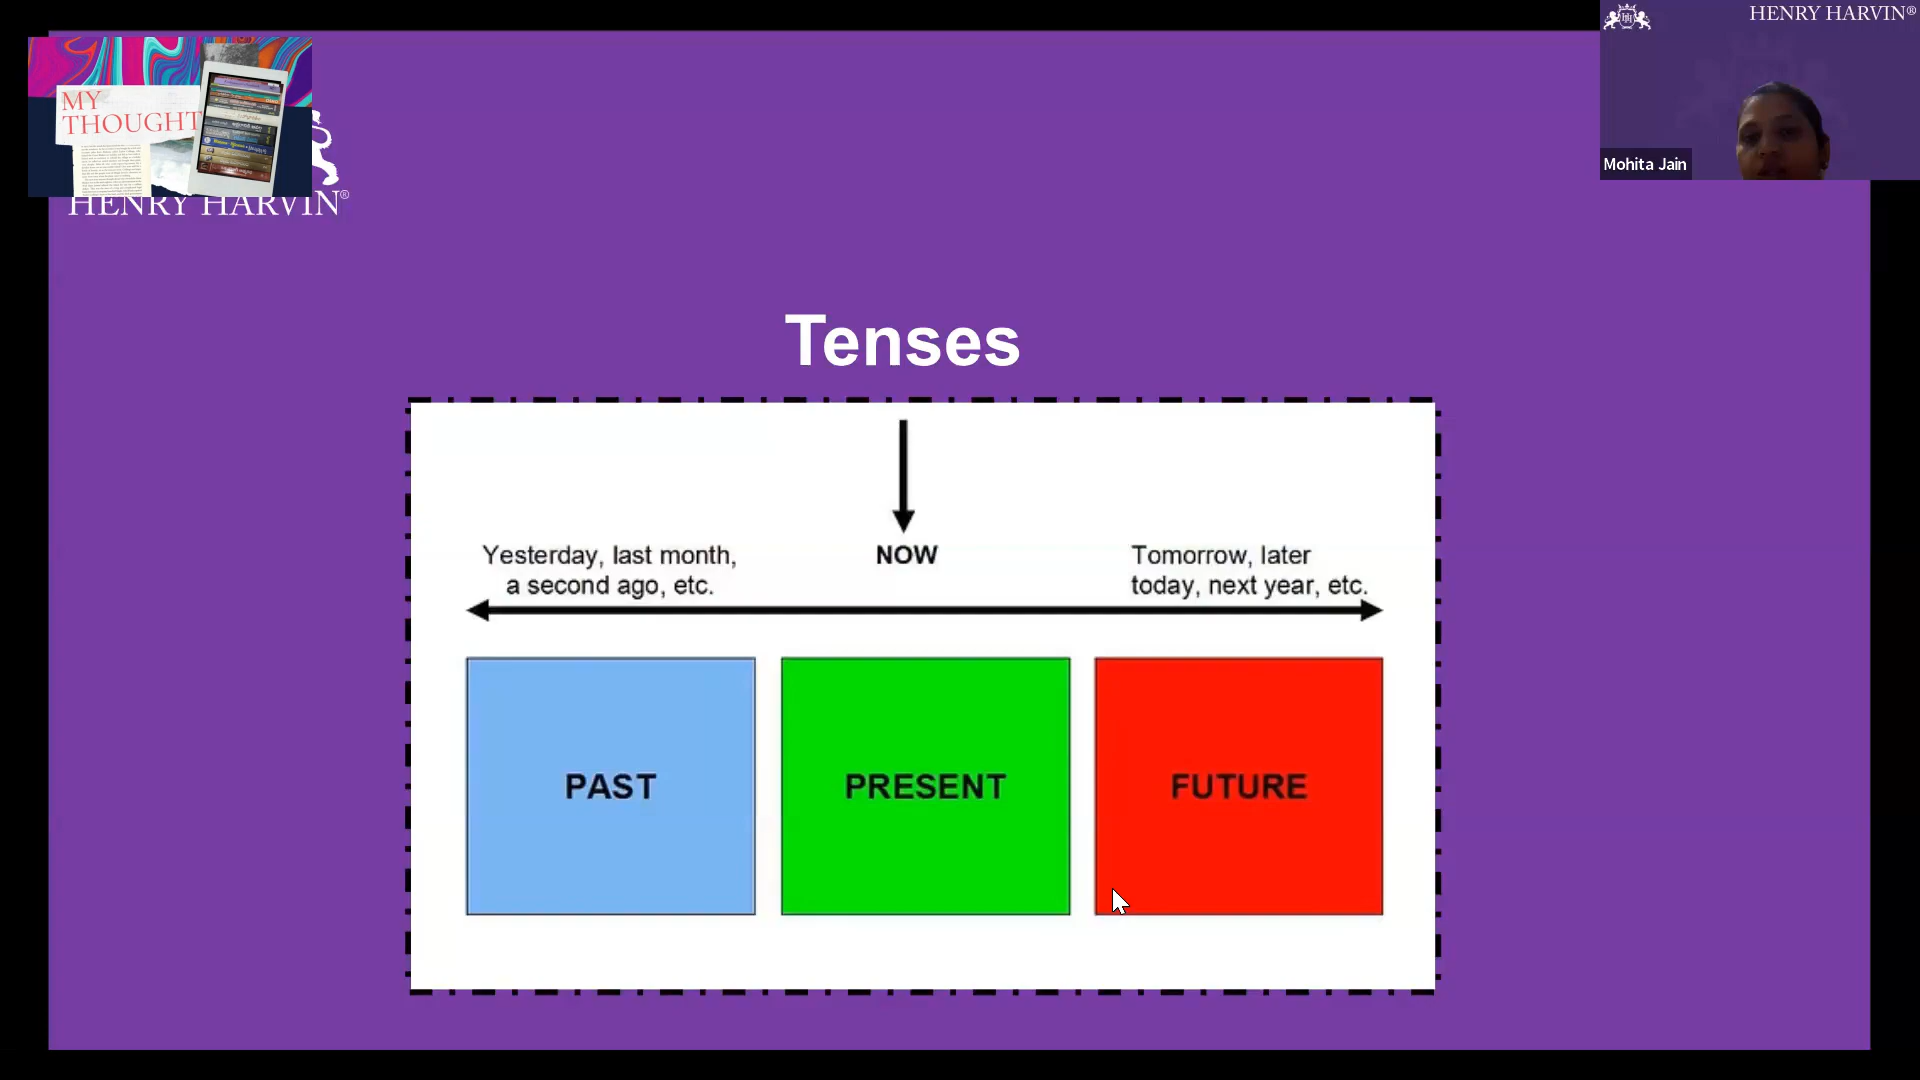 MY
THOUGHT
HENRY HARVIN®
HENRY HARVIN®
Mohita Jain
Tenses
NOW
Yesterday, last month,
a second ago, etc.
Tomorrow, later
today, next year, etc.
PAST
PRESENT
FUTURE